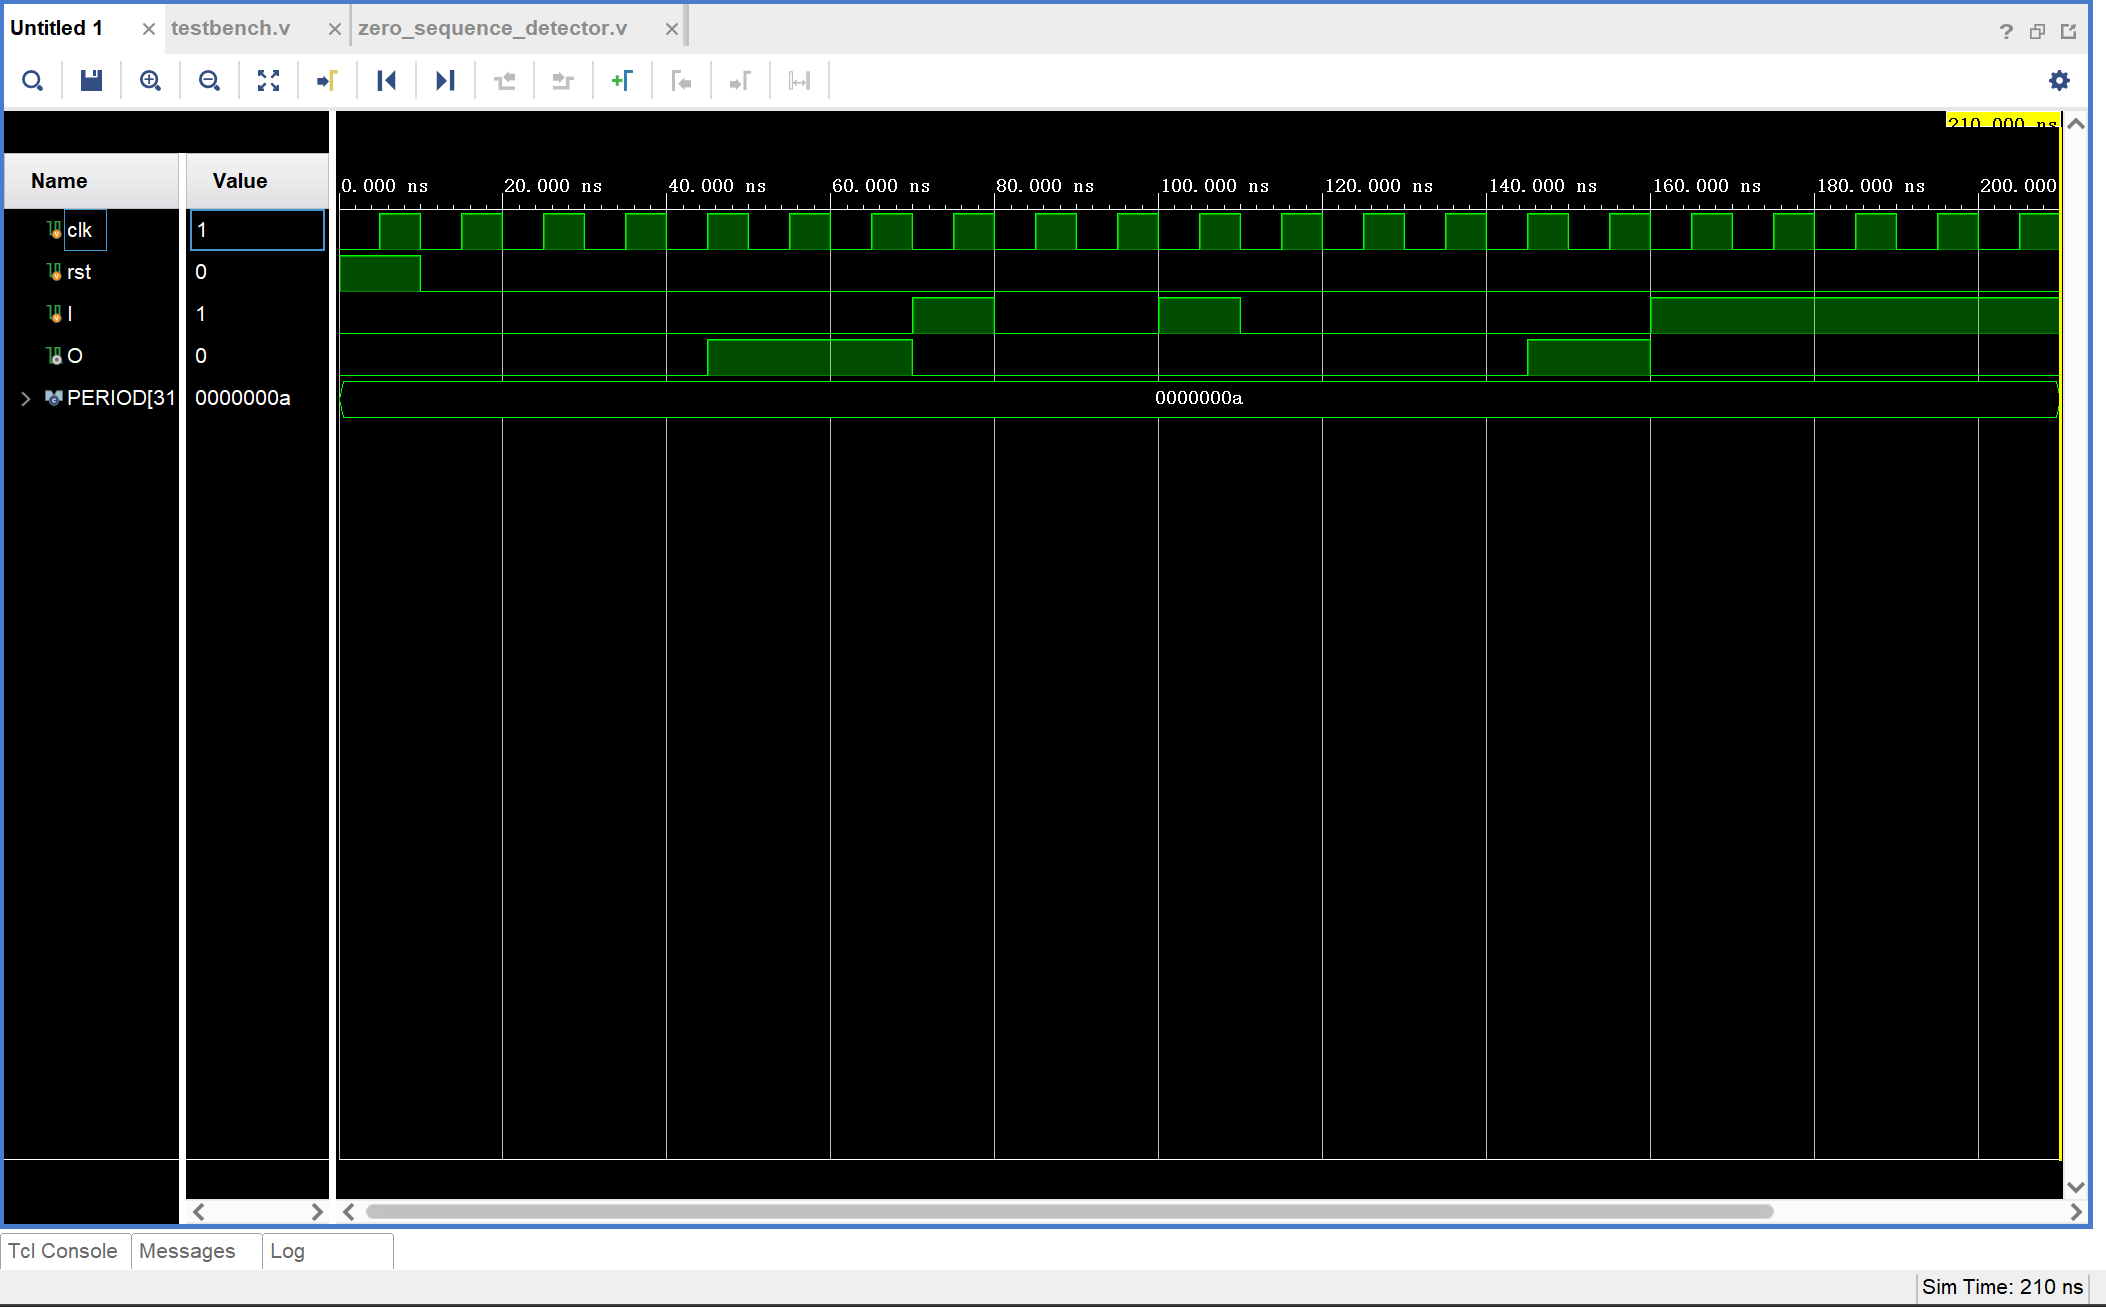 Untitled 1 testbench.v zero_sequence_detector.v
?
210.000 ns
Name Value
0.000 ns 20.000 ns 40.000 ns 60.000 ns 80.000 ns 100.000 ns 120.000 ns 140.000 ns 160.000 ns 180.000 ns 200.000
clk 1
rst 0
I 1
O 0
PERIOD[31 0000000a 0000000a
Tcl Console Messages Log
Sim Time: 210 ns